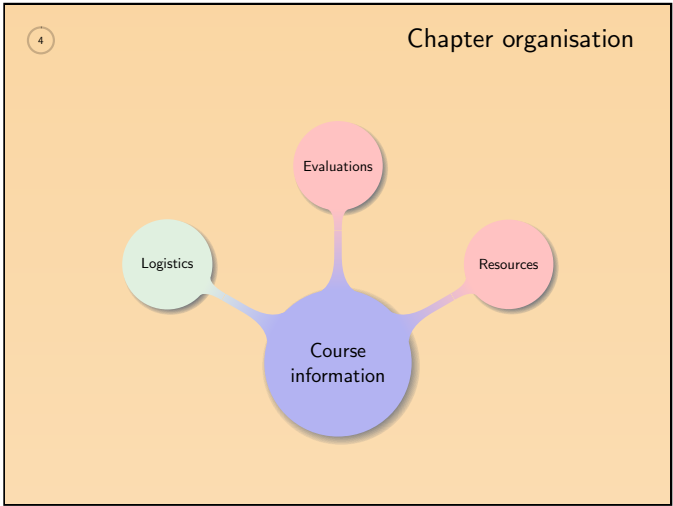 4
Chapter organisation
Evaluations
Logistics
Resources
Course
information